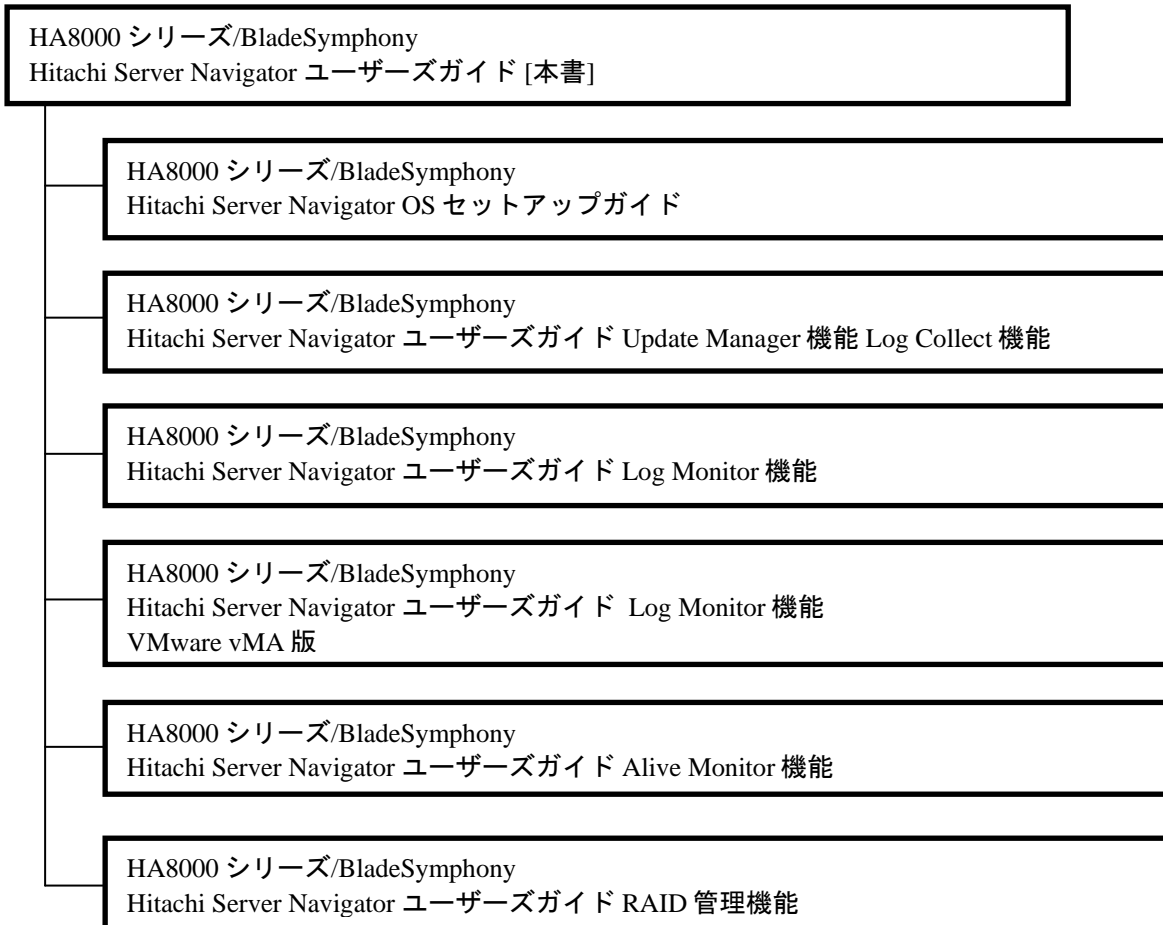 HA8000 シリーズ/BladeSymphony
Hitachi Server Navigator ユーザーズガイド [本書]
HA8000 シリーズ/BladeSymphony
Hitachi Server Navigator OS セットアップガイド
HA8000 シリーズ/BladeSymphony
Hitachi Server Navigator ユーザーズガイド Update Manager 機能 Log Collect 機能
HA8000 シリーズ/BladeSymphony
Hitachi Server Navigator ユーザーズガイド Log Monitor 機能
HA8000 シリーズ/BladeSymphony
Hitachi Server Navigator ユーザーズガイド Log Monitor 機能
VMware vMA 版
HA8000 シリーズ/BladeSymphony
Hitachi Server Navigator ユーザーズガイド Alive Monitor 機能
HA8000 シリーズ/BladeSymphony
Hitachi Server Navigator ユーザーズガイド RAID 管理機能